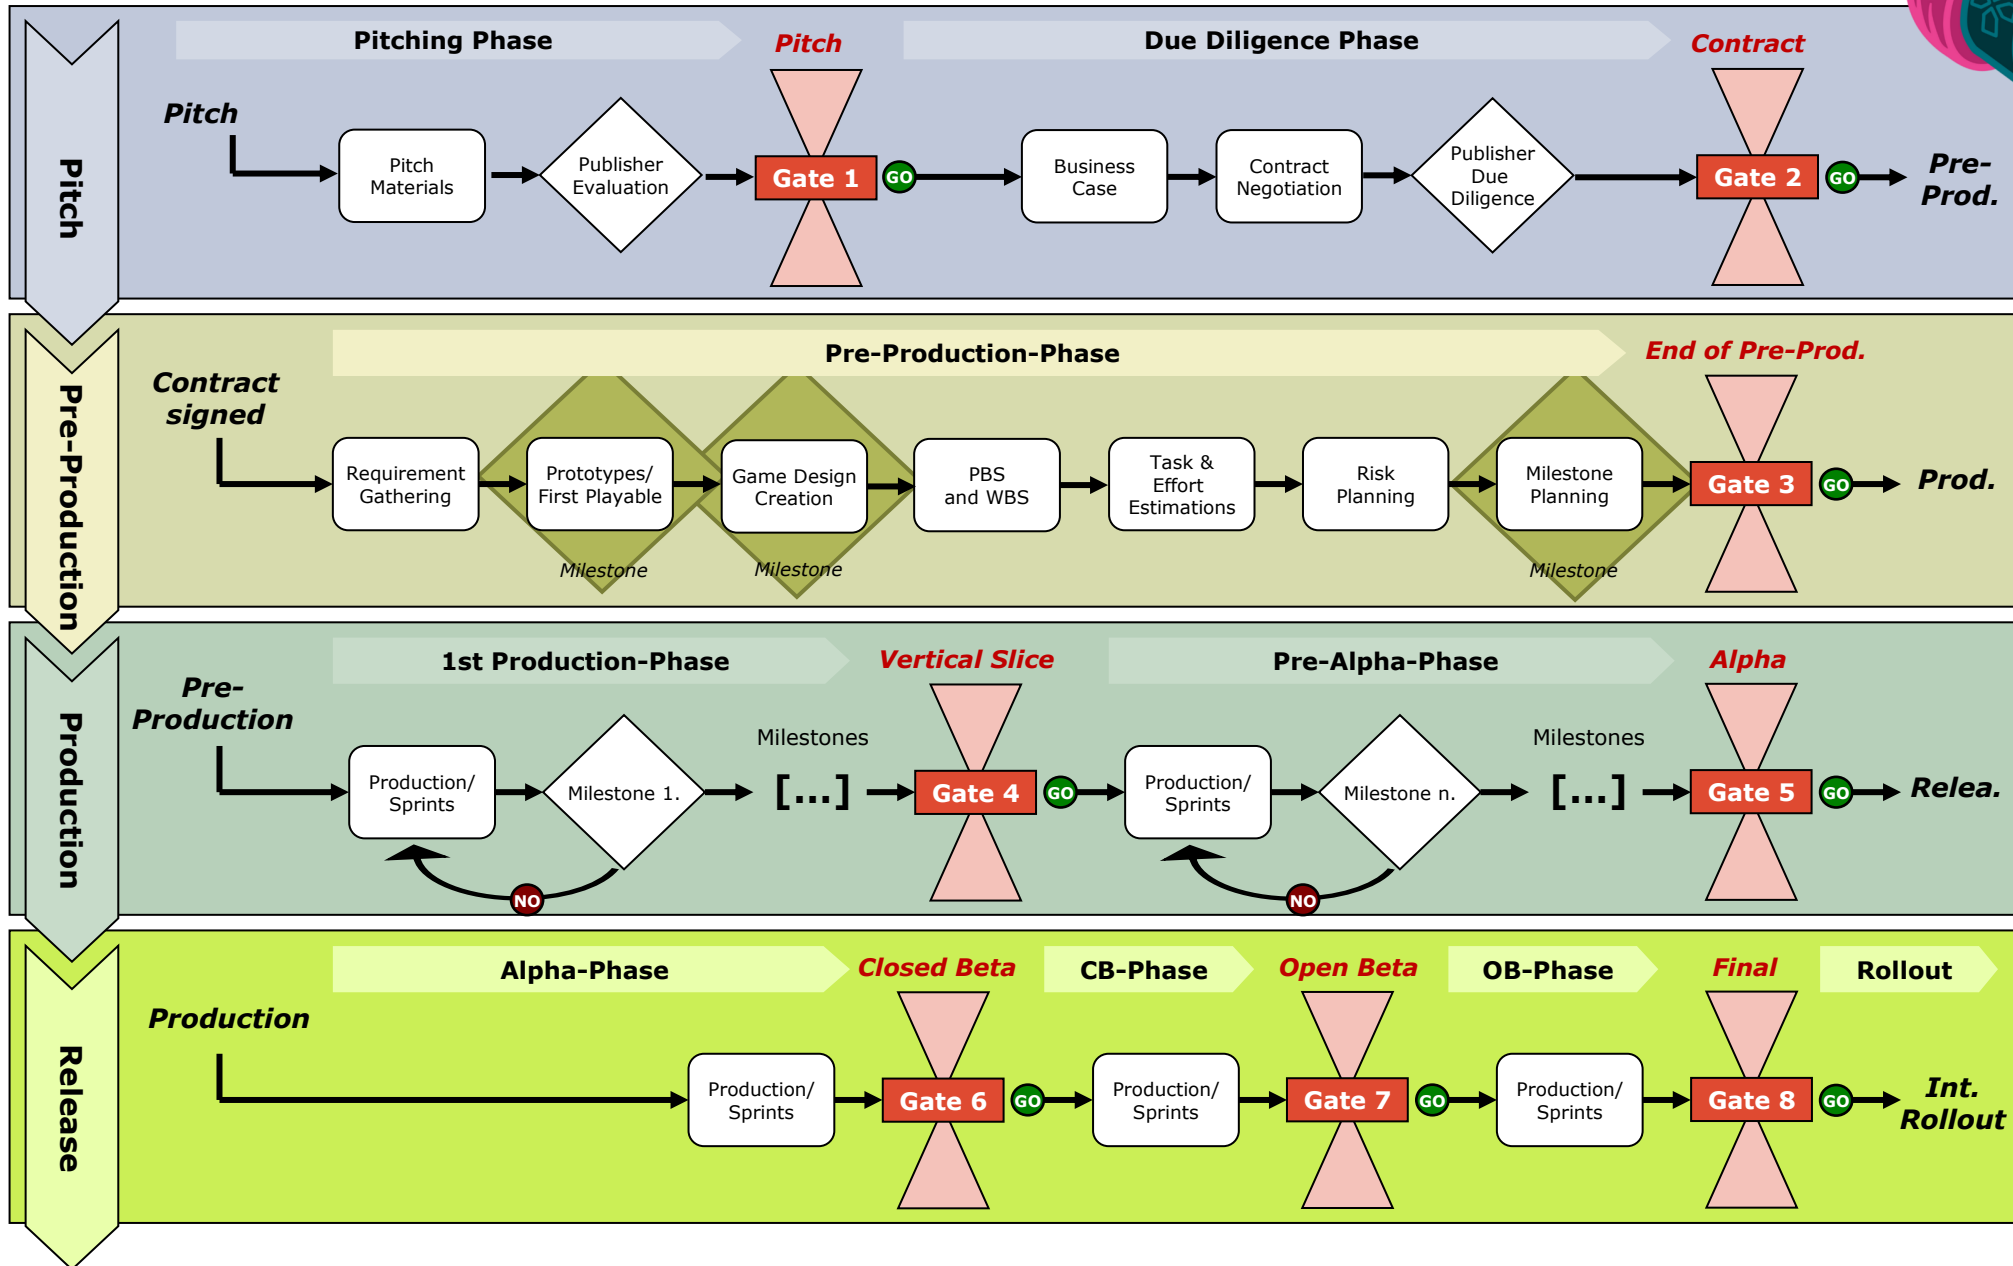 Pitch
Pitching Phase
Pitch
Due Diligence Phase
Contract
Pitch
Pitch
Materials
Publisher
Evaluation
Gate 1
GO
Business
Case
Contract
Negotiation
Publisher
Due
Diligence
Gate 2
GO
Pre-
Prod.
Pre-Production
Pre-Production-Phase
End of Pre-Prod.
Contract
signed
Requirement
Gathering
Prototypes/
First Playable
Milestone
Game Design
Creation
Milestone
PBS
and WBS
Task &
Effort
Estimations
Risk
Planning
Milestone
Planning
Milestone
Gate 3
GO
Prod.
Production
1st Production-Phase
Vertical Slice
Pre-Alpha-Phase
Alpha
Pre-
Production
Production/
Sprints
Milestone 1.
NO
Milestones
[...]
Gate 4
GO
Production/
Sprints
Milestone n.
NO
Milestones
[...]
Gate 5
GO
Relea.
Release
Alpha-Phase
Closed Beta
CB-Phase
Open Beta
OB-Phase
Final
Rollout
Production
Production/
Sprints
Gate 6
GO
Production/
Sprints
Gate 7
GO
Production/
Sprints
Gate 8
GO
Int.
Rollout